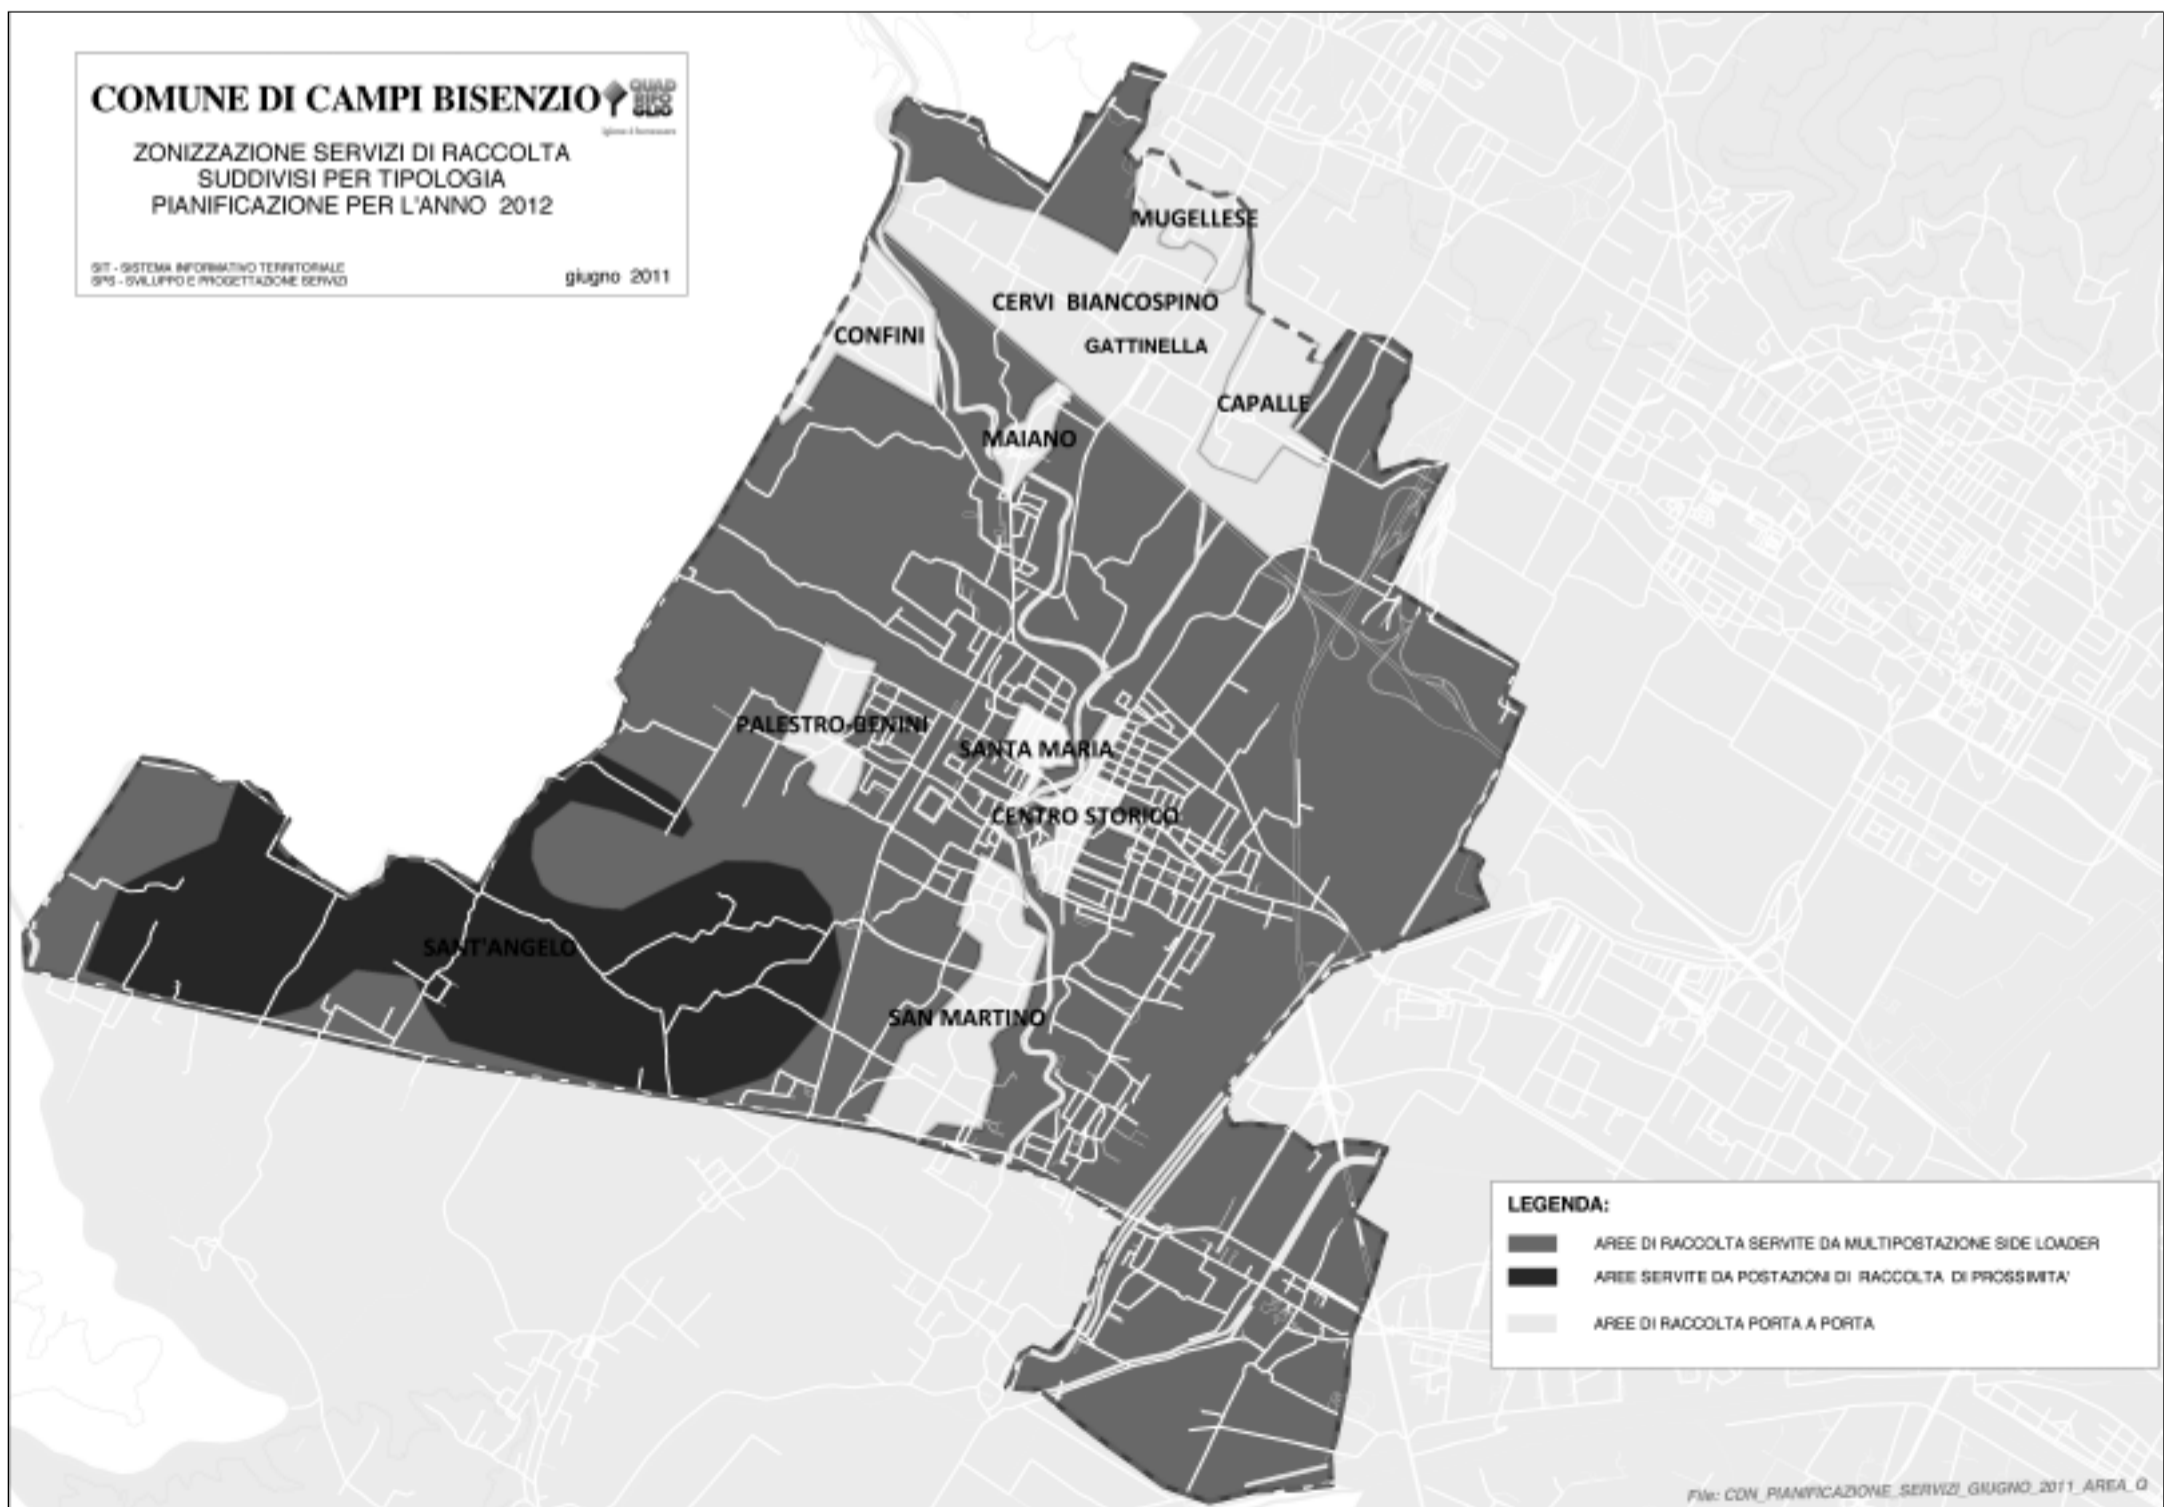 COMUNE DI CAMPI BISENZIO
QUAD
RIFO
GLIO
ZONIZZAZIONE SERVIZI DI RACCOLTA
SUDDIVISI PER TIPOLOGIA
PIANIFICAZIONE PER L'ANNO 2012
SIT - SISTEMA INFORMATIVO TERRITORIALE
SPS - SVILUPPO E PROGETTAZIONE SERVIZI
giugno 2011
MUGELLESE
CERVI BIANCOSPINO
CONFINI
GATTINELLA
CAPALLE
MAIANO
PALESTRO-BENINI
SANTA MARIA
CENTRO STORICO
SANT'ANGELO
SAN MARTINO
LEGENDA:
AREE DI RACCOLTA SERVITE DA MULTIPOSTAZIONE SIDE LOADER
AREE SERVITE DA POSTAZIONI DI RACCOLTA DI PROSSIMITA'
AREE DI RACCOLTA PORTA A PORTA
File: CDN_PIANIFICAZIONE_SERVIZI_GIUGNO_2011_AREA_Q